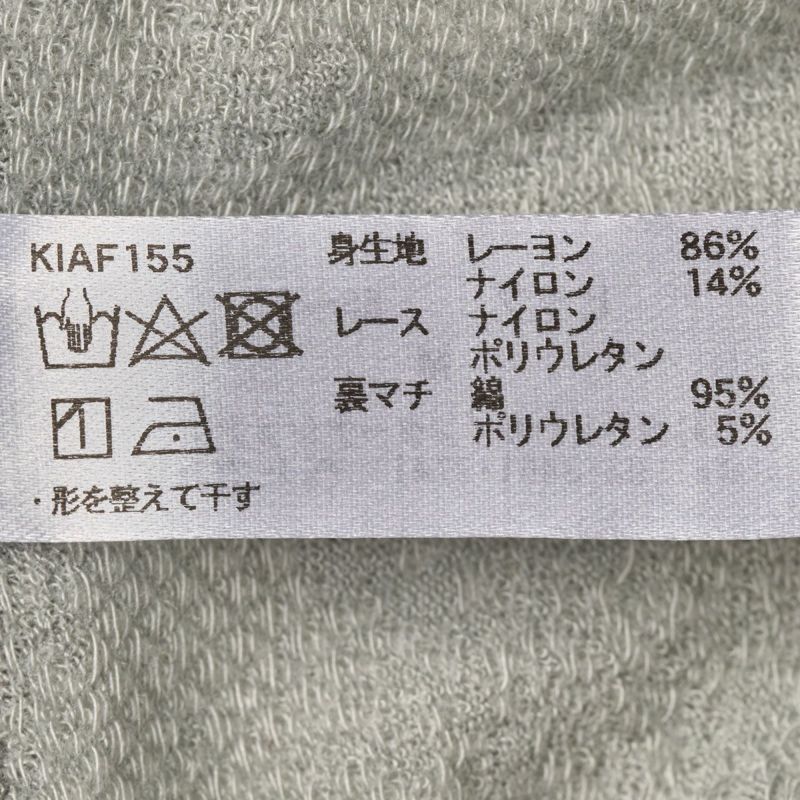 KIAF155
身生地 レーヨン 86%
ナイロン 14%
レース ナイロン
ポリウレタン
裏マチ 綿 95%
ポリウレタン 5%
・形を整えて干す